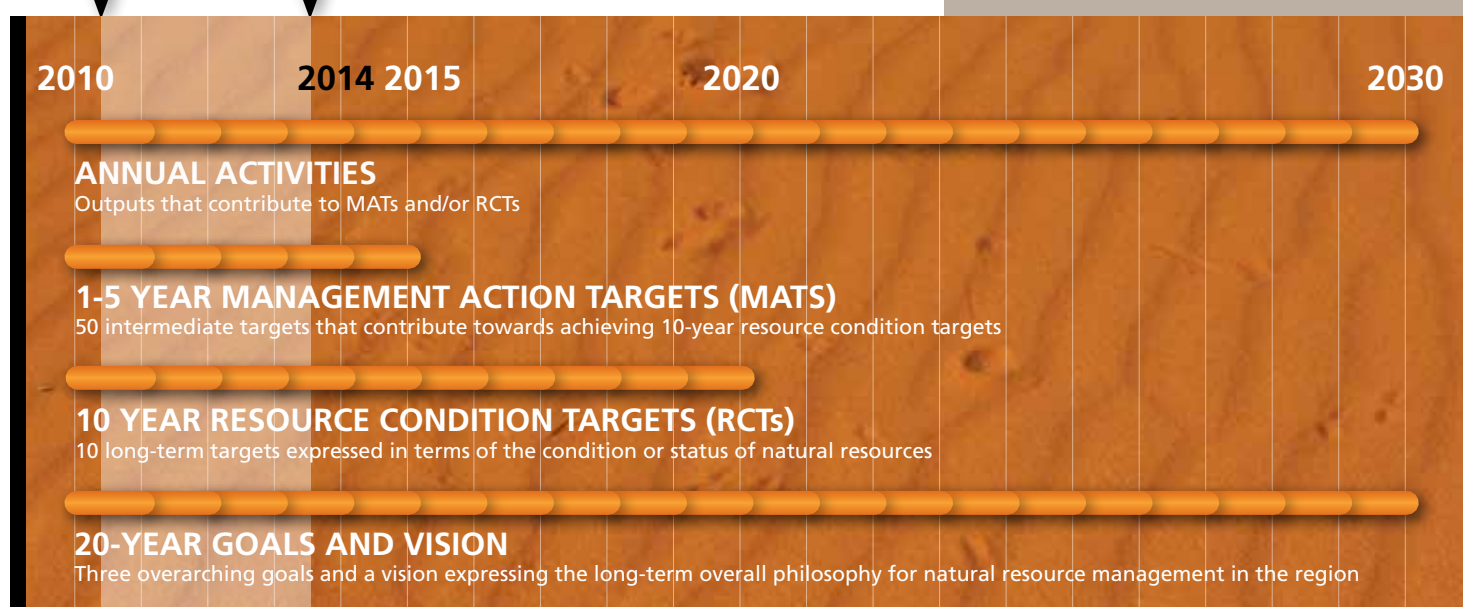 2010 2014 2015 2020 2030
ANNUAL ACTIVITIES
Outputs that contribute to MATs and/or RCTs
1-5 YEAR MANAGEMENT ACTION TARGETS (MATS)
50 intermediate targets that contribute towards achieving 10-year resource condition targets
10 YEAR RESOURCE CONDITION TARGETS (RCTs)
10 long-term targets expressed in terms of the condition or status of natural resources
20-YEAR GOALS AND VISION
Three overarching goals and a vision expressing the long-term overall philosophy for natural resource management in the region